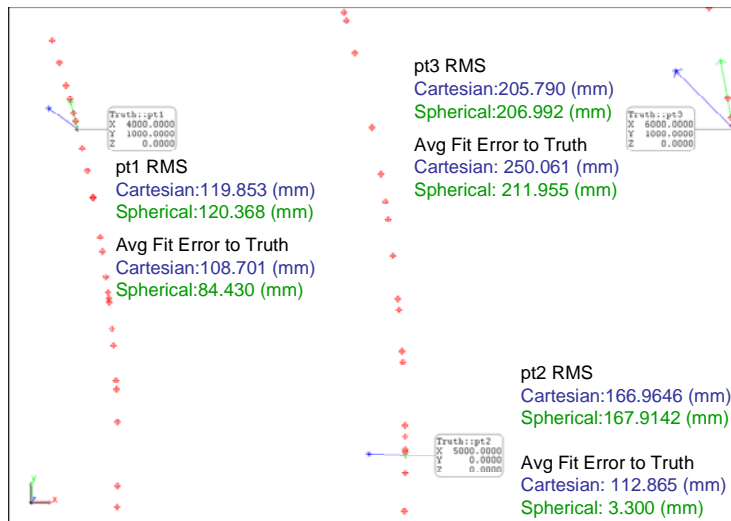 pt3 RMS
Cartesian:205.790 (mm)
Spherical:206.992 (mm)
Avg Fit Error to Truth
Cartesian: 250.061 (mm)
Spherical: 211.955 (mm)
Truth::pt3
X 6000.0000
Y 1000.0000
Z 0.0000
Truth::pt1
X 4000.0000
Y 1000.0000
Z 0.0000
pt1 RMS
Cartesian:119.853 (mm)
Spherical:120.368 (mm)
Avg Fit Error to Truth
Cartesian:108.701 (mm)
Spherical:84.430 (mm)
pt2 RMS
Cartesian:166.9646 (mm)
Spherical:167.9142 (mm)
Truth::pt2
X 5000.0000
Y 0.0000
Z 0.0000
Avg Fit Error to Truth
Cartesian: 112.865 (mm)
Spherical: 3.300 (mm)
Y
Z
X